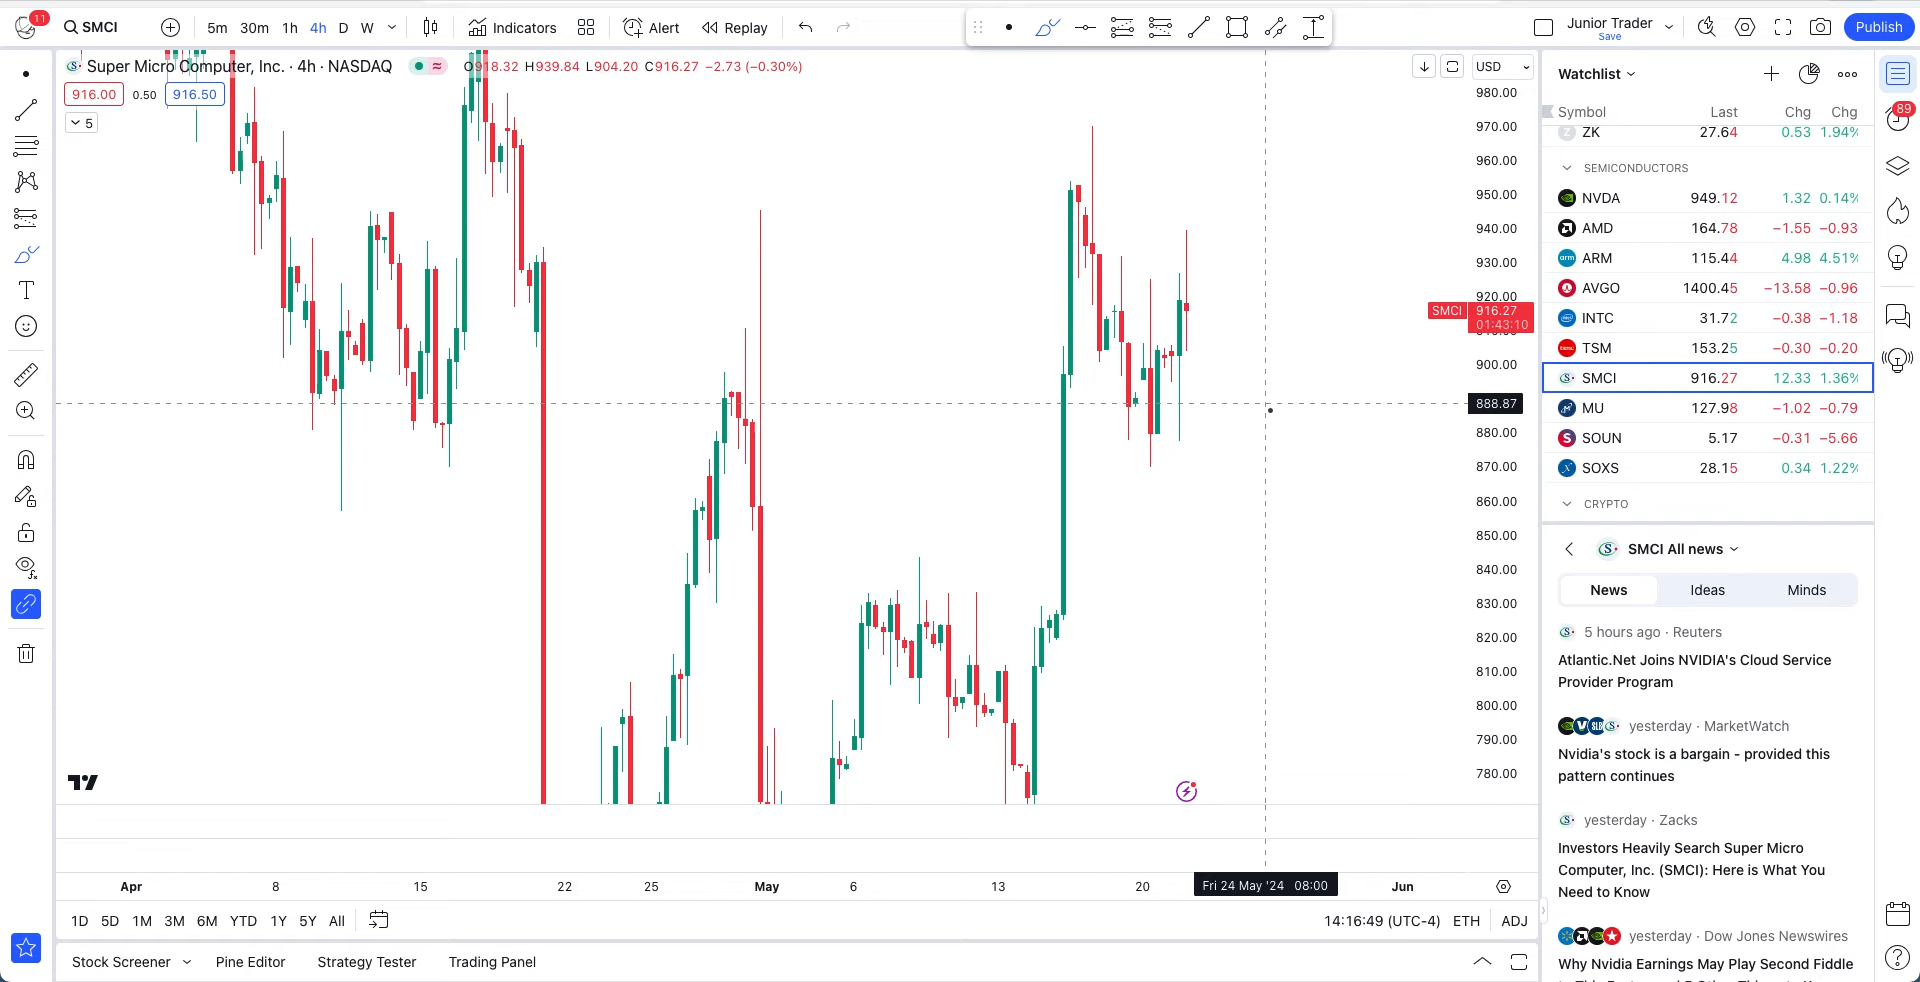 11
SMCI
5m 30m 1h 4h D W
Indicators
Alert
Replay
Junior Trader
Save
Publish
Super Micro Computer, Inc. · 4h · NASDAQ
O918.32 H939.84 L904.20 C916.27 −2.73 (−0.30%)
916.00 0.50 916.50
5
USD
980.00
970.00
960.00
950.00
940.00
930.00
920.00
SMCI 916.27
01:43:10
900.00
888.87
880.00
870.00
860.00
850.00
840.00
830.00
820.00
810.00
800.00
790.00
780.00
Apr 8 15 22 25 May 6 13 20 Fri 24 May '24 08:00 Jun
1D 5D 1M 3M 6M YTD 1Y 5Y All
14:16:49 (UTC-4) ETH ADJ
Stock Screener Pine Editor Strategy Tester Trading Panel
Watchlist
Symbol Last Chg Chg
ZK 27.64 0.53 1.94%
SEMICONDUCTORS
NVDA 949.12 1.32 0.14%
AMD 164.78 −1.55 −0.93
ARM 115.44 4.98 4.51%
AVGO 1400.45 −13.58 −0.96
INTC 31.72 −0.38 −1.18
TSM 153.25 −0.30 −0.20
SMCI 916.27 12.33 1.36%
MU 127.98 −1.02 −0.79
SOUN 5.17 −0.31 −5.66
SOXS 28.15 0.34 1.22%
CRYPTO
SMCI All news
News Ideas Minds
5 hours ago · Reuters
Atlantic.Net Joins NVIDIA's Cloud Service
Provider Program
yesterday · MarketWatch
Nvidia's stock is a bargain - provided this
pattern continues
yesterday · Zacks
Investors Heavily Search Super Micro
Computer, Inc. (SMCI): Here is What You
Need to Know
yesterday · Dow Jones Newswires
Why Nvidia Earnings May Play Second Fiddle
89